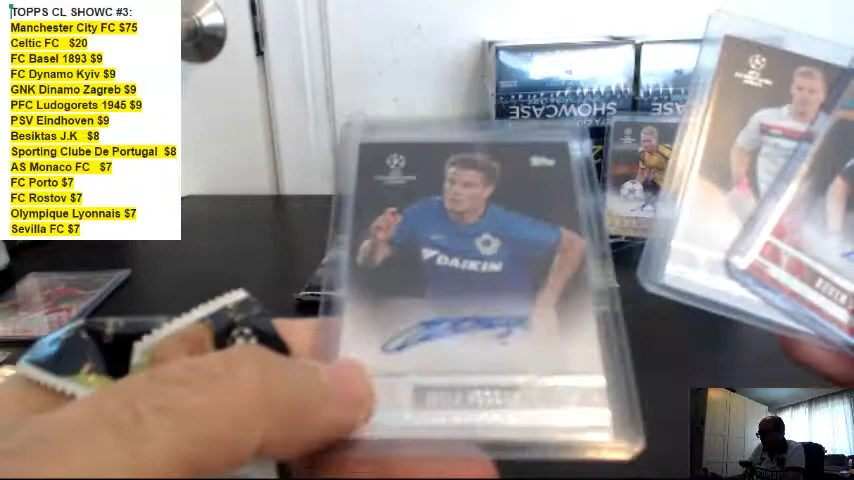 TOPPS CL SHOWC #3:
Manchester City FC $75
Celtic FC $20
FC Basel 1893 $9
FC Dynamo Kyiv $9
GNK Dinamo Zagreb $9
PFC Ludogorets 1945 $9
PSV Eindhoven $9
Besiktas J.K $8
Sporting Clube De Portugal $8
AS Monaco FC $7
FC Porto $7
FC Rostov $7
Olympique Lyonnais $7
Sevilla FC $7
SHOWCASE
topps
DAIKIN
KEVIN